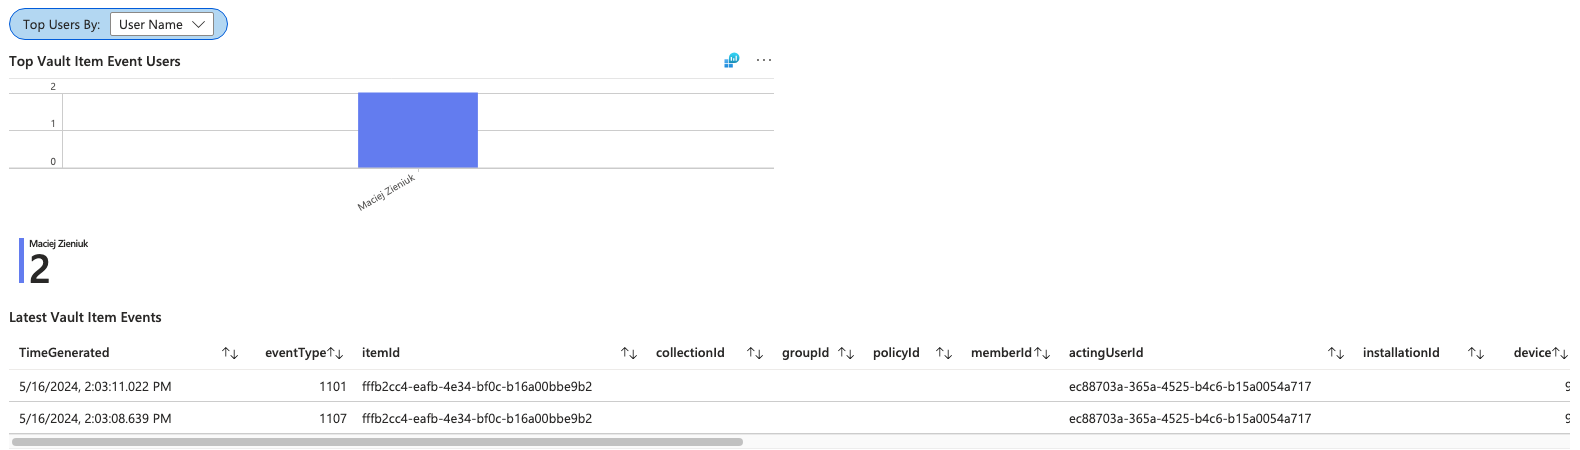 Top Users By: User Name
Top Vault Item Event Users
2
1
0
Maciej Zieniuk
Maciej Zieniuk
2
Latest Vault Item Events
TimeGenerated eventType itemId collectionId groupId policyId memberId actingUserId installationId device
5/16/2024, 2:03:11.022 PM 1101 fffb2cc4-eafb-4e34-bf0c-b16a00bbe9b2 ec88703a-365a-4525-b4c6-b15a0054a717 9
5/16/2024, 2:03:08.639 PM 1107 fffb2cc4-eafb-4e34-bf0c-b16a00bbe9b2 ec88703a-365a-4525-b4c6-b15a0054a717 9